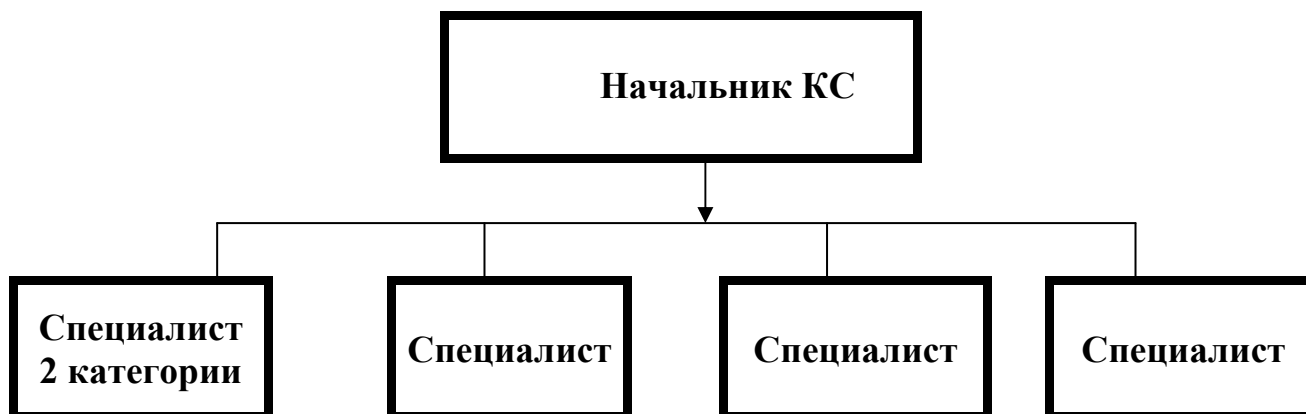 Начальник КС
Специалист
2 категории
Специалист
Специалист
Специалист